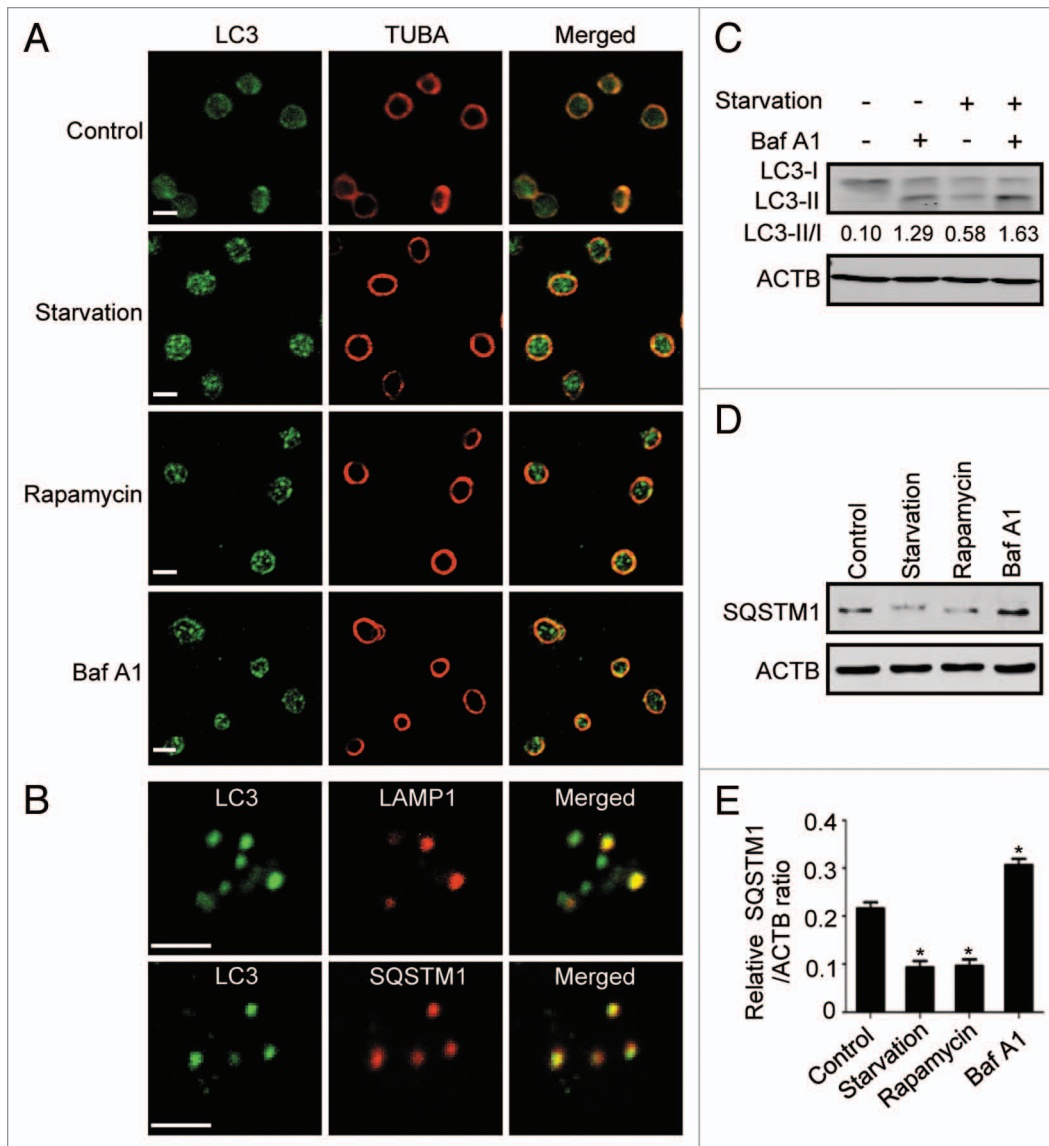 A
LC3 TUBA Merged
Control
Starvation
Rapamycin
Baf A1
B
LC3 LAMP1 Merged
LC3 SQSTM1 Merged
C
Starvation - - + +
Baf A1 - + - +
LC3-I
LC3-II
LC3-II/I 0.10 1.29 0.58 1.63
ACTB
D
Control Starvation Rapamycin Baf A1
SQSTM1
ACTB
E
Relative SQSTM1
/ACTB ratio
0.4
0.3
0.2
0.1
0
* * *
Control Starvation Rapamycin Baf A1